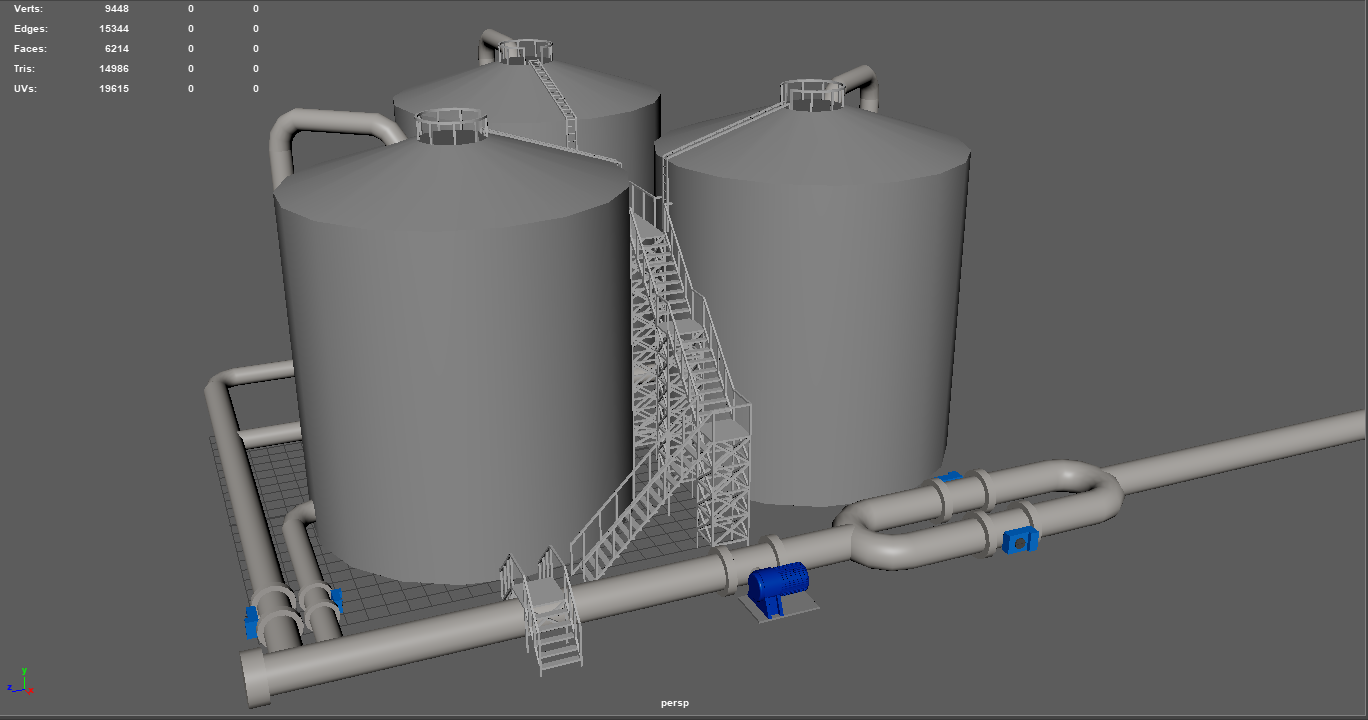 Verts: 9448 0 0
Edges: 15344 0 0
Faces: 6214 0 0
Tris: 14986 0 0
UVs: 19615 0 0
y
z x
persp